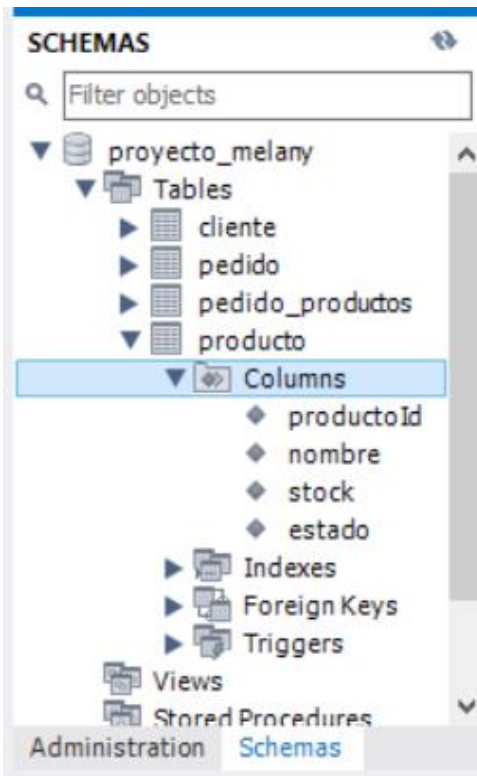 SCHEMAS
Filter objects
proyecto_melany
Tables
cliente
pedido
pedido_productos
producto
Columns
productoId
nombre
stock
estado
Indexes
Foreign Keys
Triggers
Views
Stored Procedures
Administration Schemas